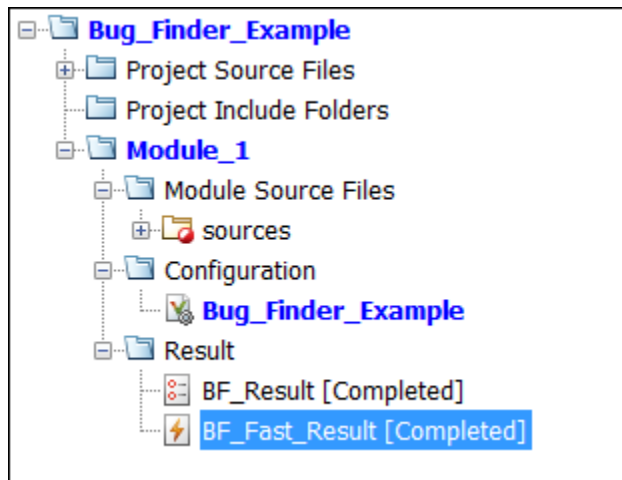 Bug_Finder_Example
Project Source Files
Project Include Folders
Module_1
Module Source Files
sources
Configuration
Bug_Finder_Example
Result
BF_Result [Completed]
BF_Fast_Result [Completed]